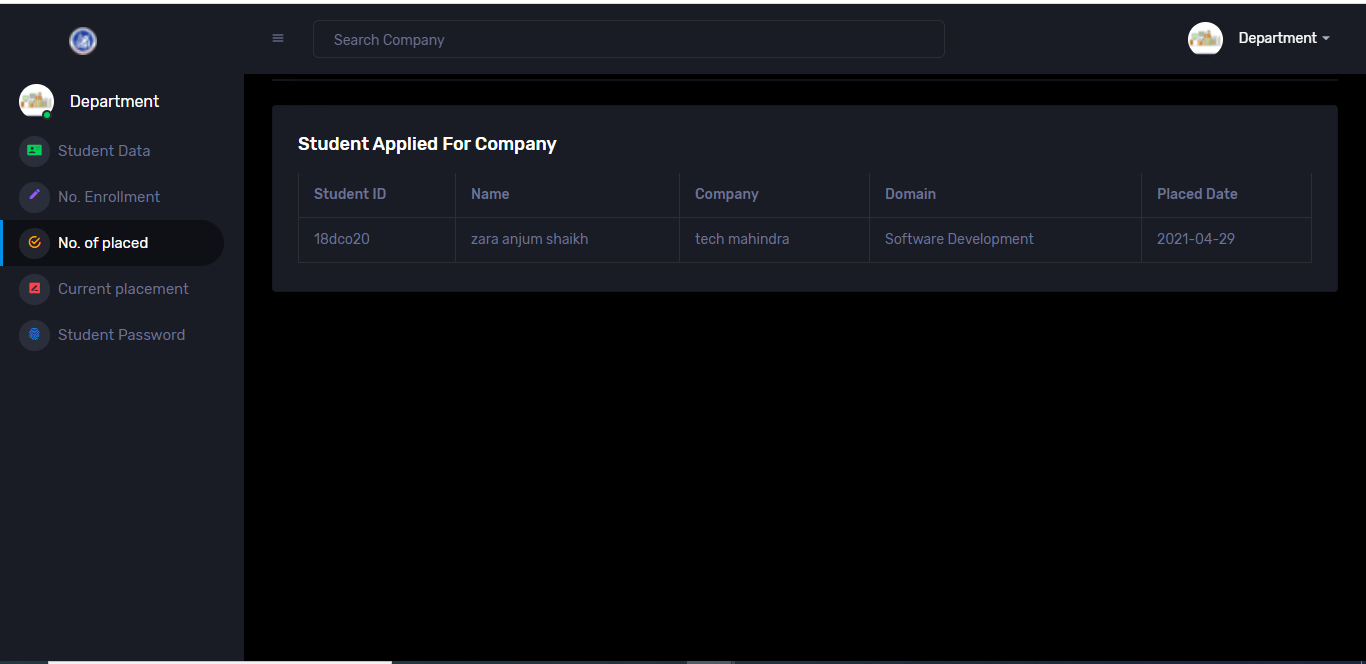 Search Company
Department
Department
Student Data
No. Enrollment
No. of placed
Current placement
Student Password
Student Applied For Company
Student ID Name Company Domain Placed Date
18dco20 zara anjum shaikh tech mahindra Software Development 2021-04-29